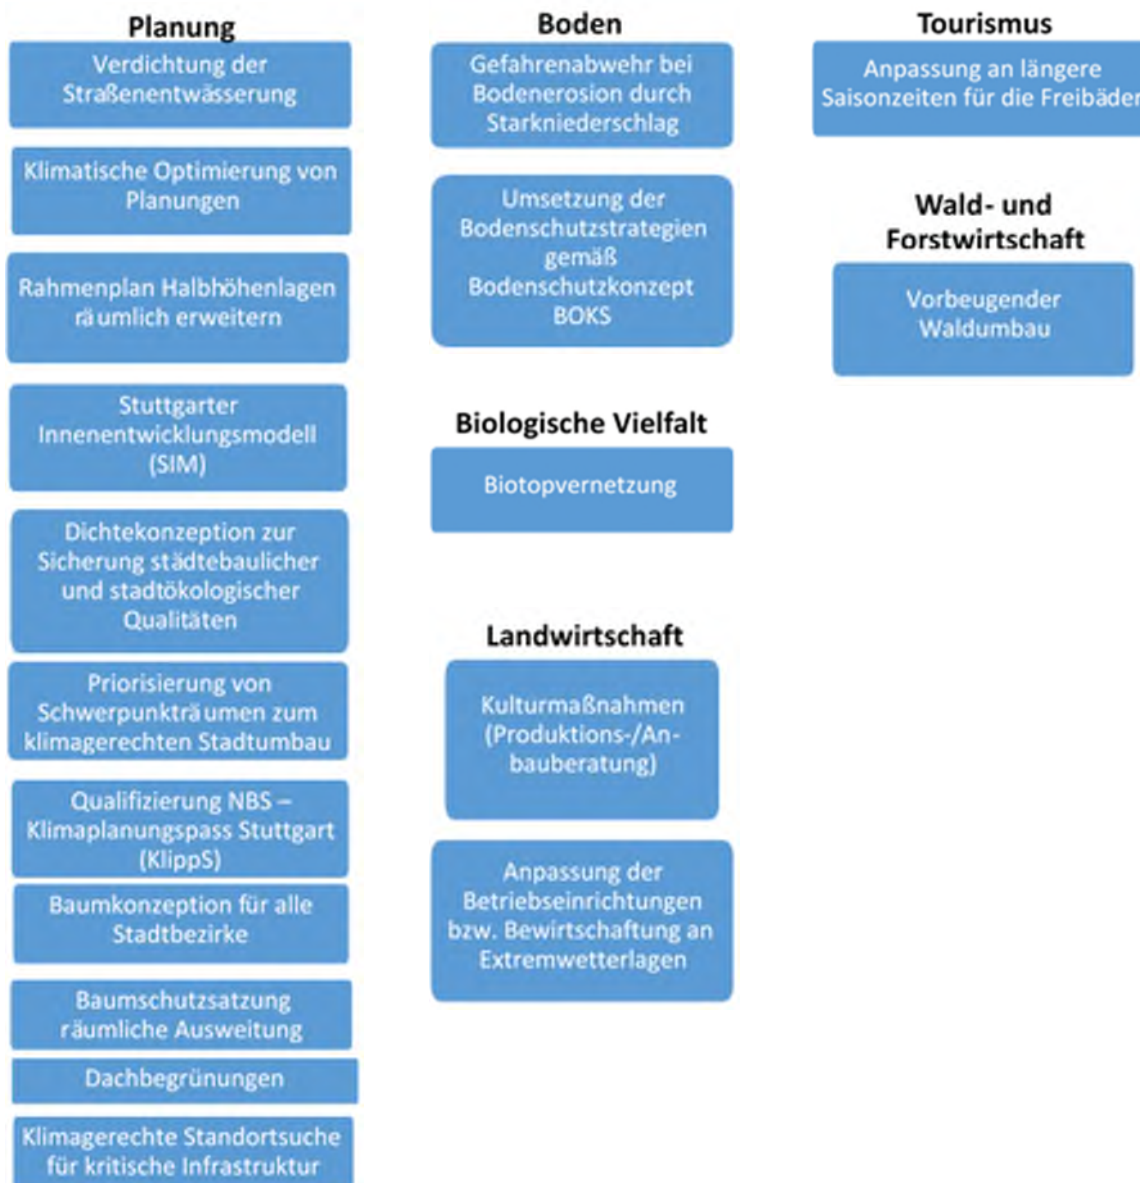 Planung
Verdichtung der
Straßenentwässerung
Klimatische Optimierung von
Planungen
Rahmenplan Halbhöhenlagen
räumlich erweitern
Stuttgarter
Innenentwicklungsmodell
(SIM)
Dichtekonzeption zur
Sicherung städtebaulicher
und stadtökologischer
Qualitäten
Priorisierung von
Schwerpunkträumen zum
klimagerechten Stadtumbau
Qualifizierung NBS –
Klimaplanungspass Stuttgart
(KlippS)
Baumkonzeption für alle
Stadtbezirke
Baumschutzsatzung
räumliche Ausweitung
Dachbegrünungen
Klimagerechte Standortsuche
für kritische Infrastruktur
Boden
Gefahrenabwehr bei
Bodenerosion durch
Starkniederschlag
Umsetzung der
Bodenschutzstrategien
gemäß
Bodenschutzkonzept
BOKS
Biologische Vielfalt
Biotopvernetzung
Landwirtschaft
Kulturmaßnahmen
(Produktions-/An-
bauberatung)
Anpassung der
Betriebseinrichtungen
bzw. Bewirtschaftung an
Extremwetterlagen
Tourismus
Anpassung an längere
Saisonzeiten für die Freibäder
Wald- und
Forstwirtschaft
Vorbeugender
Waldumbau